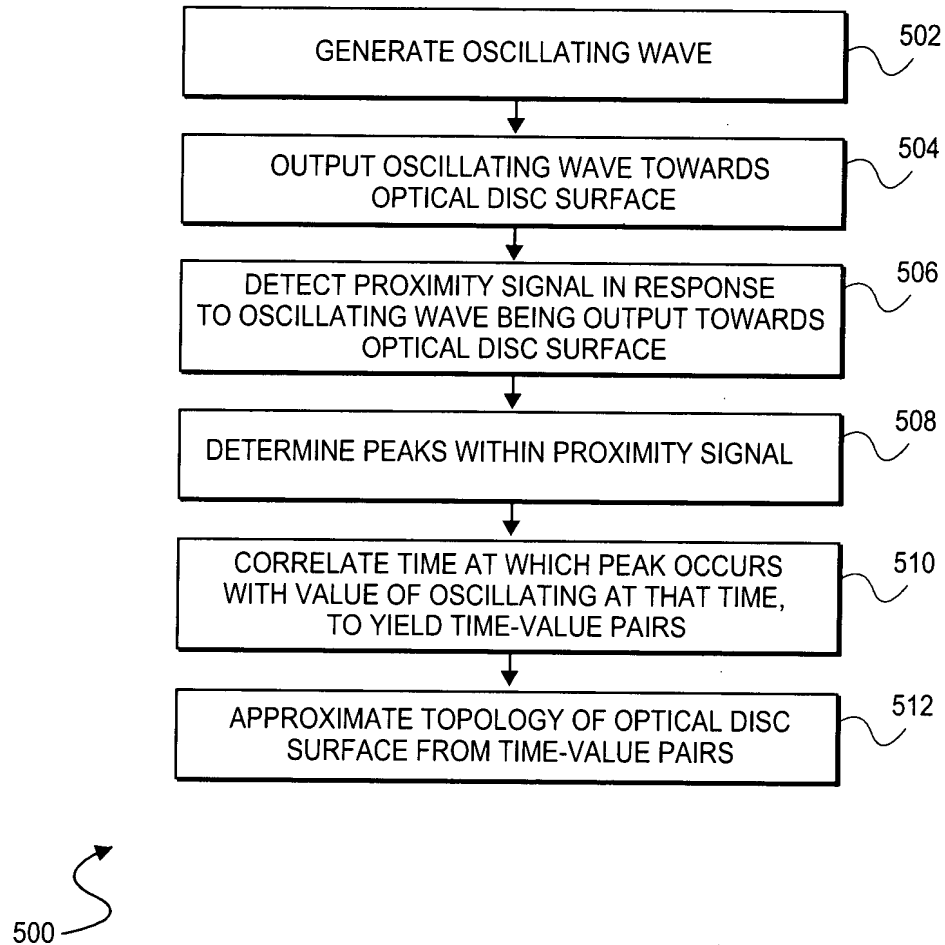 GENERATE OSCILLATING WAVE
502
OUTPUT OSCILLATING WAVE TOWARDS
OPTICAL DISC SURFACE
504
DETECT PROXIMITY SIGNAL IN RESPONSE
TO OSCILLATING WAVE BEING OUTPUT TOWARDS
OPTICAL DISC SURFACE
506
DETERMINE PEAKS WITHIN PROXIMITY SIGNAL
508
CORRELATE TIME AT WHICH PEAK OCCURS
WITH VALUE OF OSCILLATING AT THAT TIME,
TO YIELD TIME-VALUE PAIRS
510
APPROXIMATE TOPOLOGY OF OPTICAL DISC
SURFACE FROM TIME-VALUE PAIRS
512
500